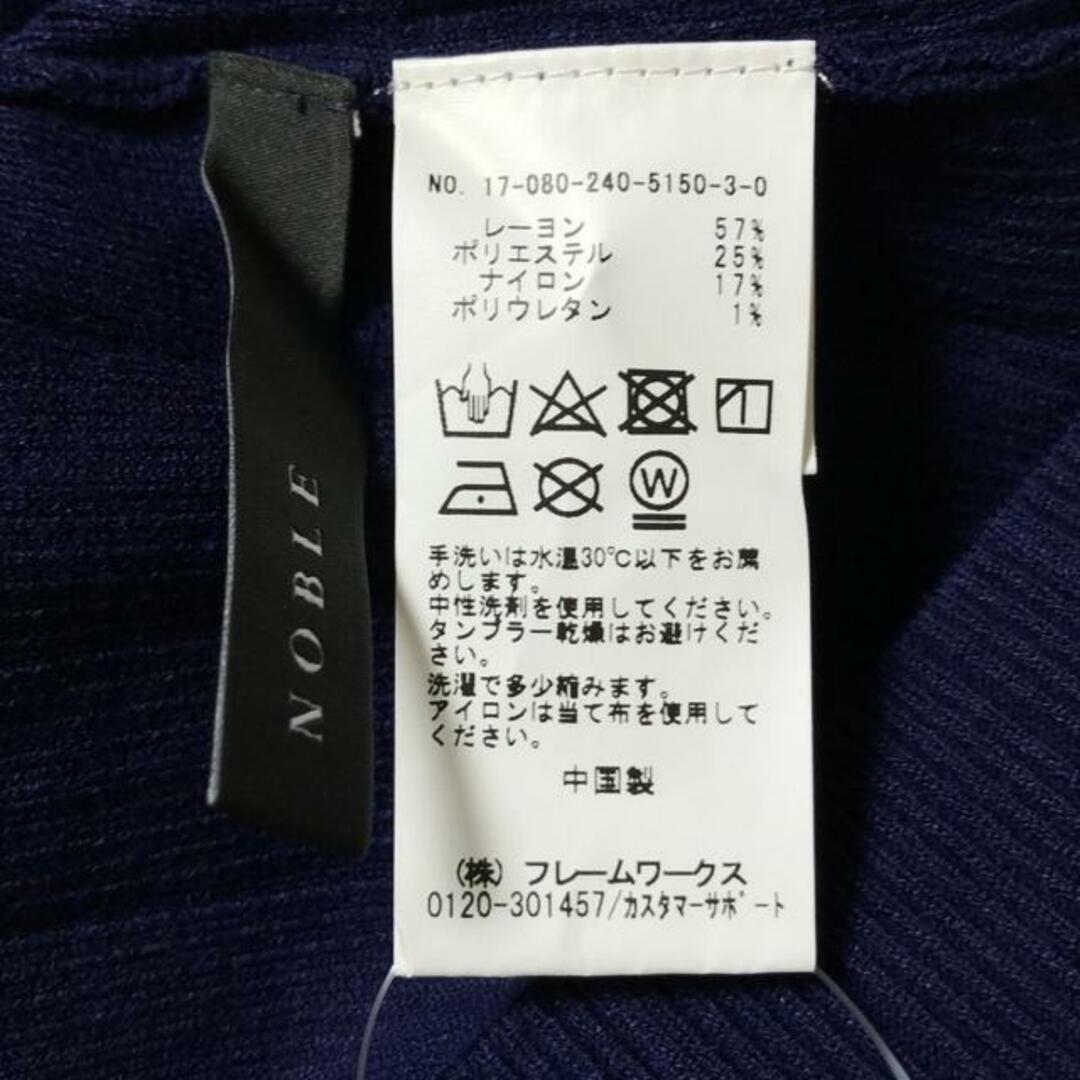 NOBLE
NO. 17-080-240-5150-3-0
レーヨン 57%
ポリエステル 25%
ナイロン 17%
ポリウレタン 1%
W
手洗いは水温30℃以下をお薦
めします。
中性洗剤を使用してください。
タンブラー乾燥はお避けくだ
さい。
洗濯で多少縮みます。
アイロンは当て布を使用して
ください。
中国製
(株) フレームワークス
0120-301457/カスタマーサポート